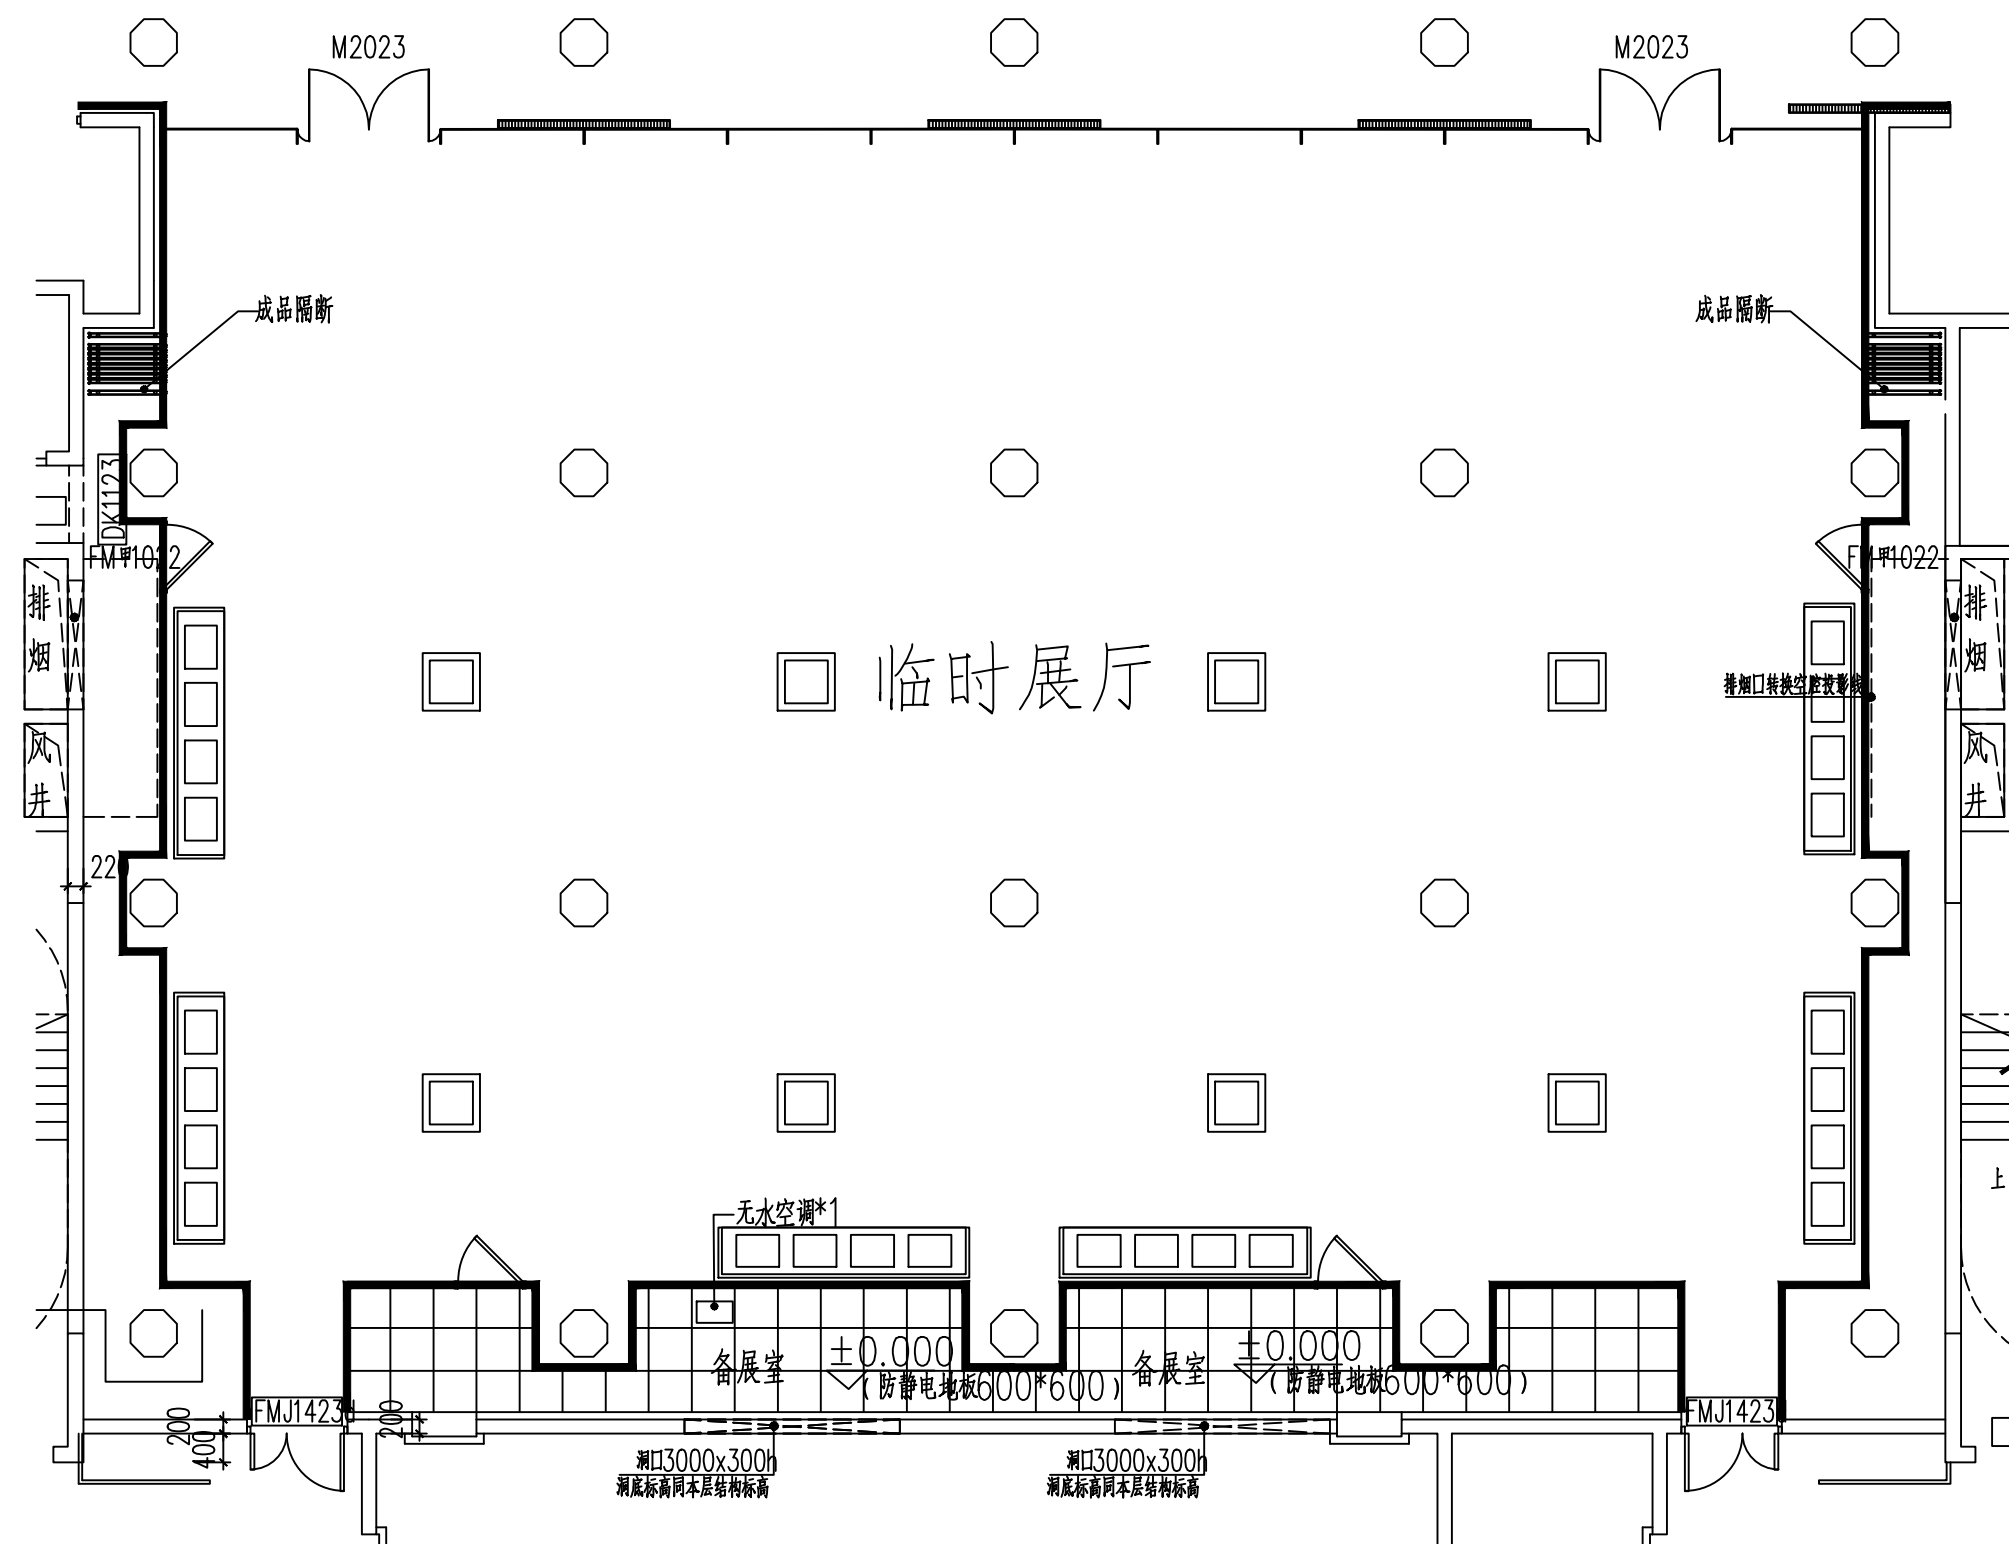 M2023
M2023
成品隔断
成品隔断
DK1123
FM甲1022
FM甲1022
排烟
排烟
临时展厅
排烟口转换空腔投影线
风井
风井
220
上
无水空调*1
备展室
±0.000
(防静电地板600*600)
备展室
±0.000
(防静电地板600*600)
200
400
FMJ1423
200
FMJ1423
洞口3000x300h
洞底标高同本层结构标高
洞口3000x300h
洞底标高同本层结构标高